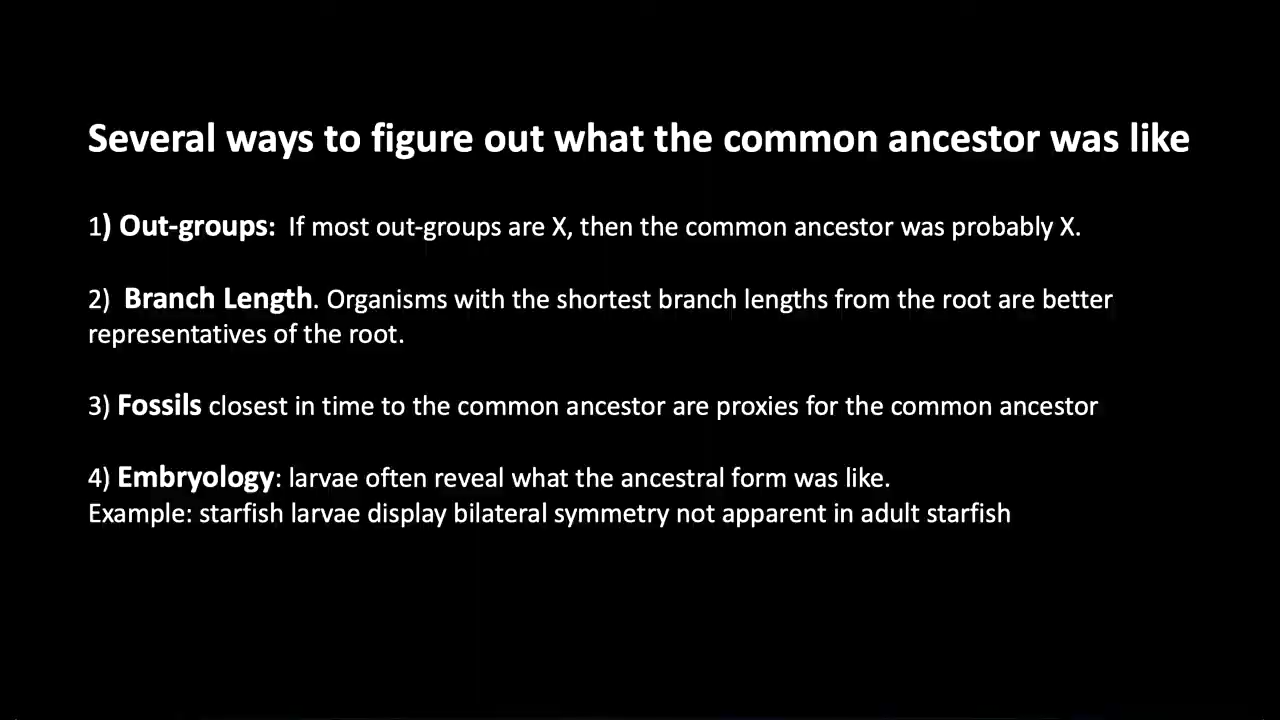 Several ways to figure out what the common ancestor was like
1) Out-groups:  If most out-groups are X, then the common ancestor was probably X.
2)  Branch Length. Organisms with the shortest branch lengths from the root are better
representatives of the root.
3) Fossils closest in time to the common ancestor are proxies for the common ancestor
4) Embryology: larvae often reveal what the ancestral form was like.
Example: starfish larvae display bilateral symmetry not apparent in adult starfish